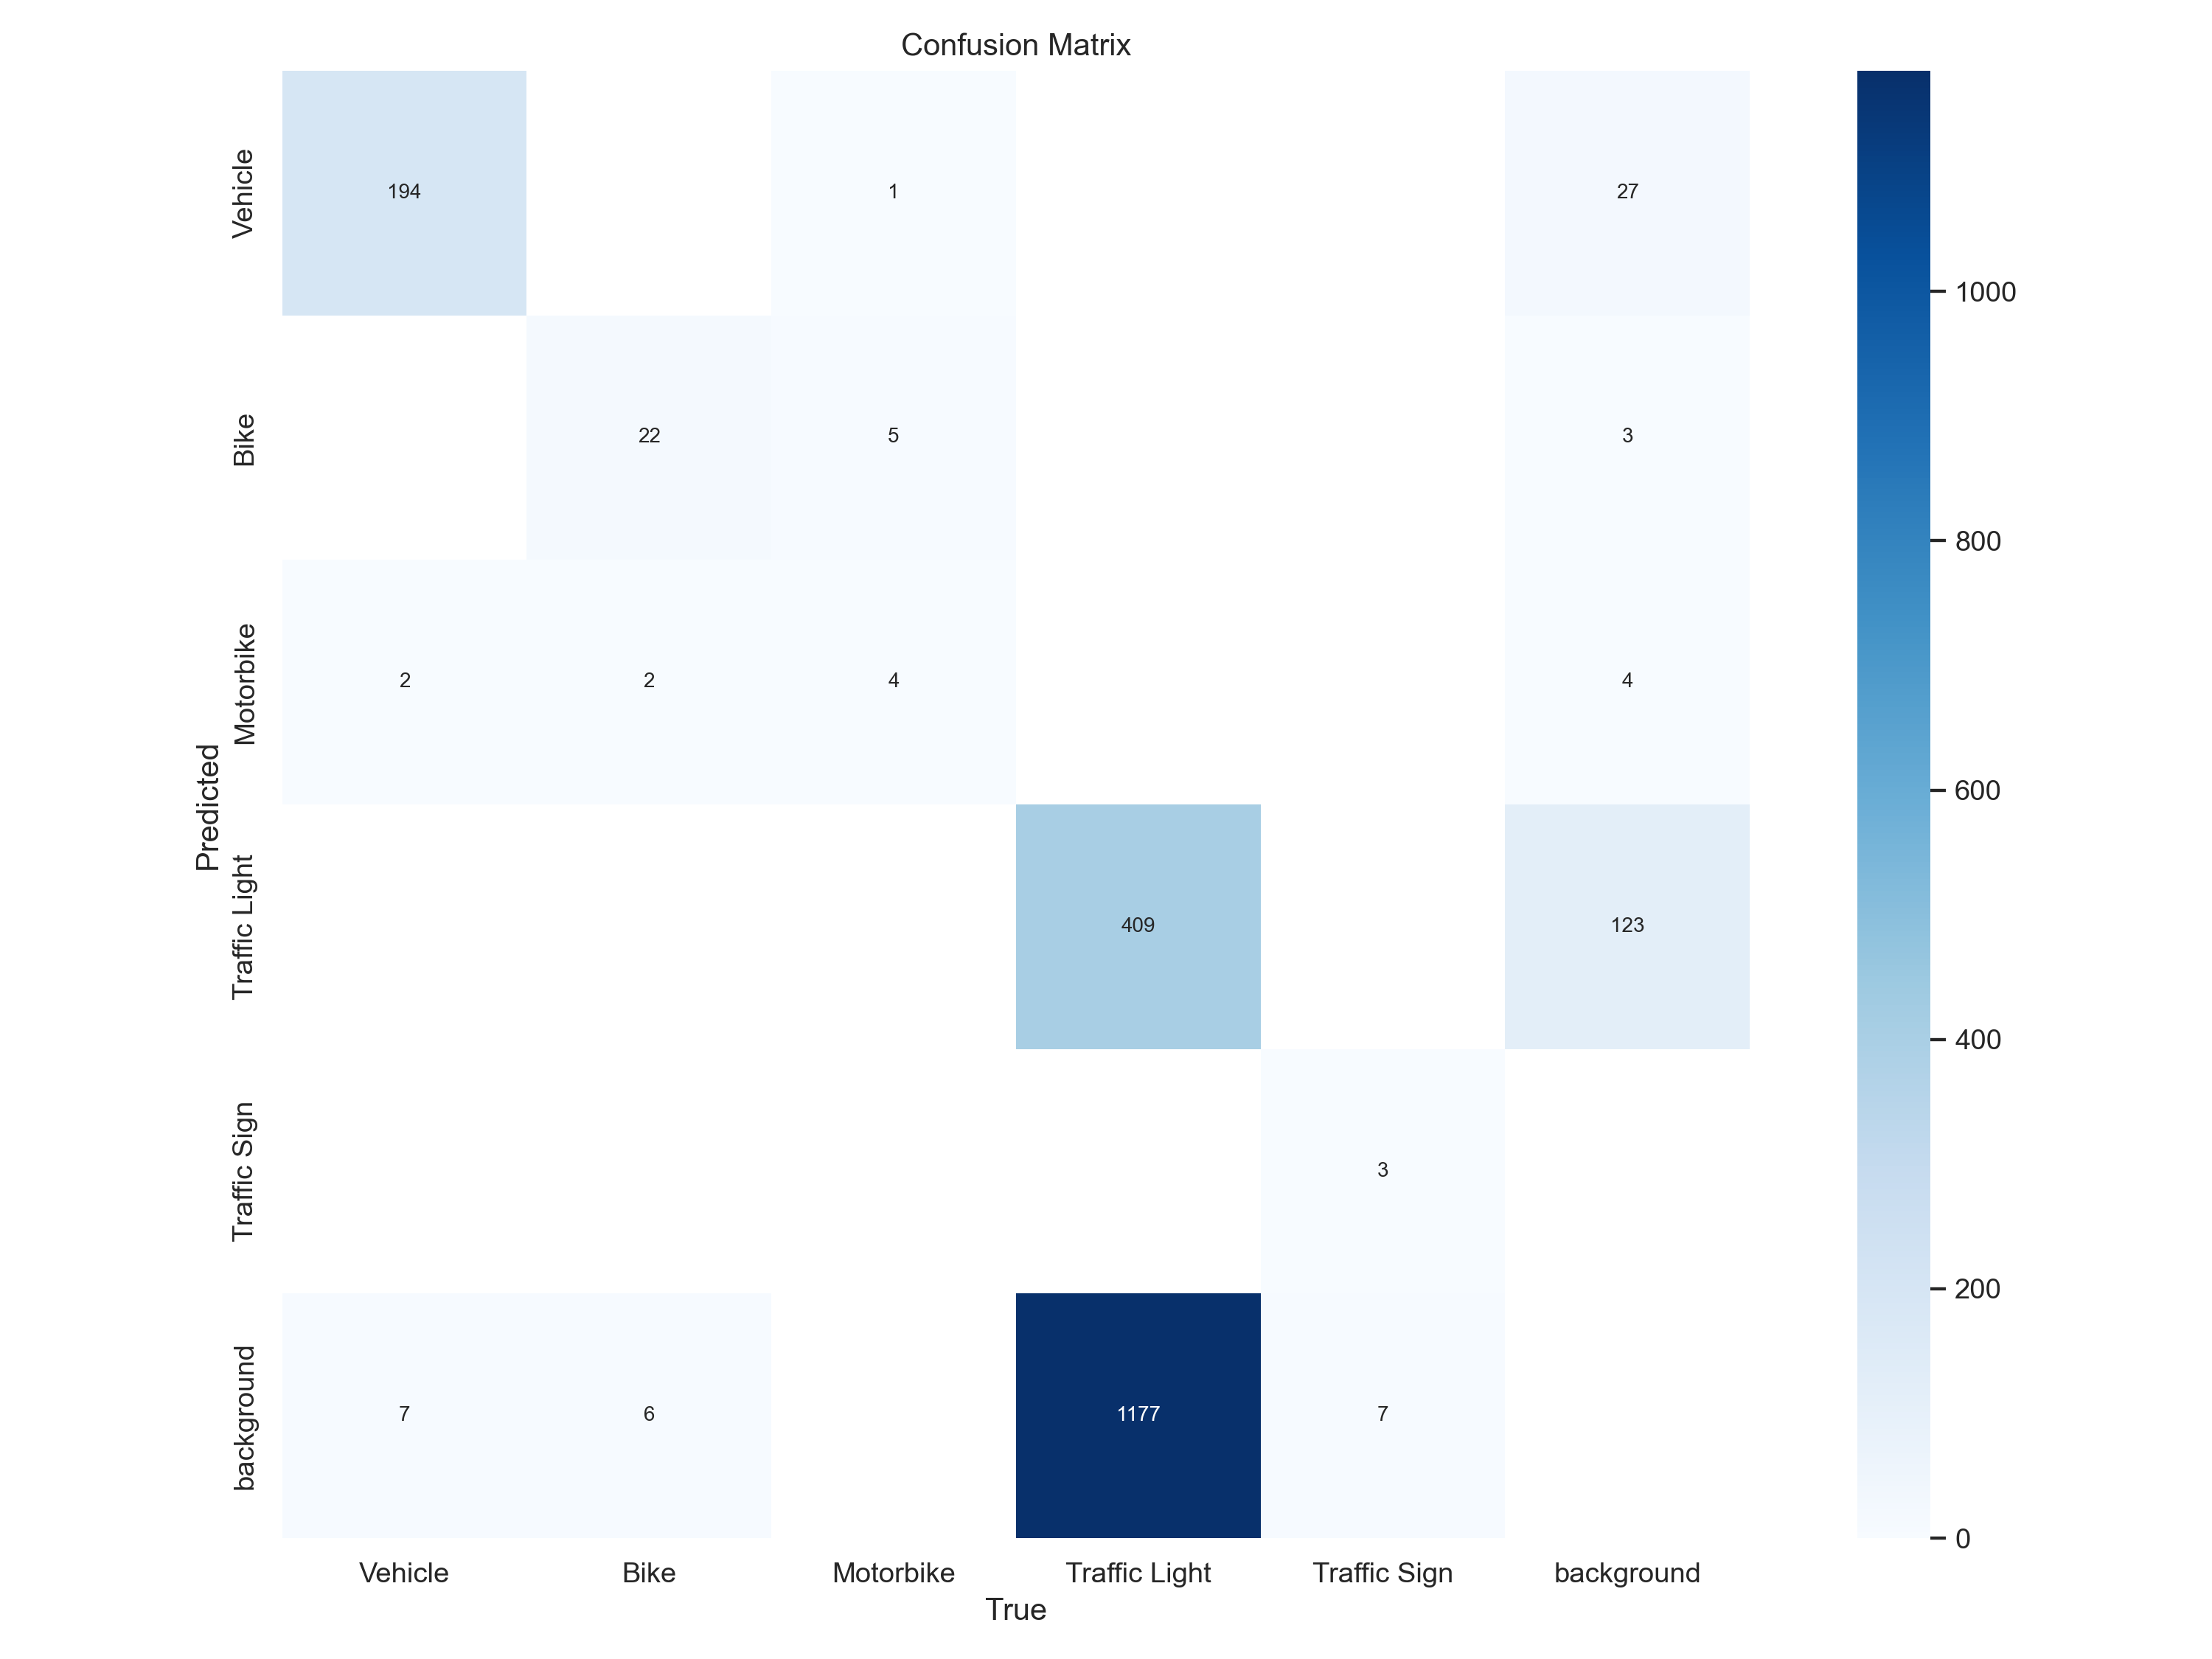 Confusion Matrix
Vehicle
194
1
27
Bike
22
5
3
Motorbike
2
2
4
4
Traffic Light
409
123
Traffic Sign
3
background
7
6
1177
7
Predicted
Vehicle
Bike
Motorbike
Traffic Light
Traffic Sign
background
True
1000
800
600
400
200
0